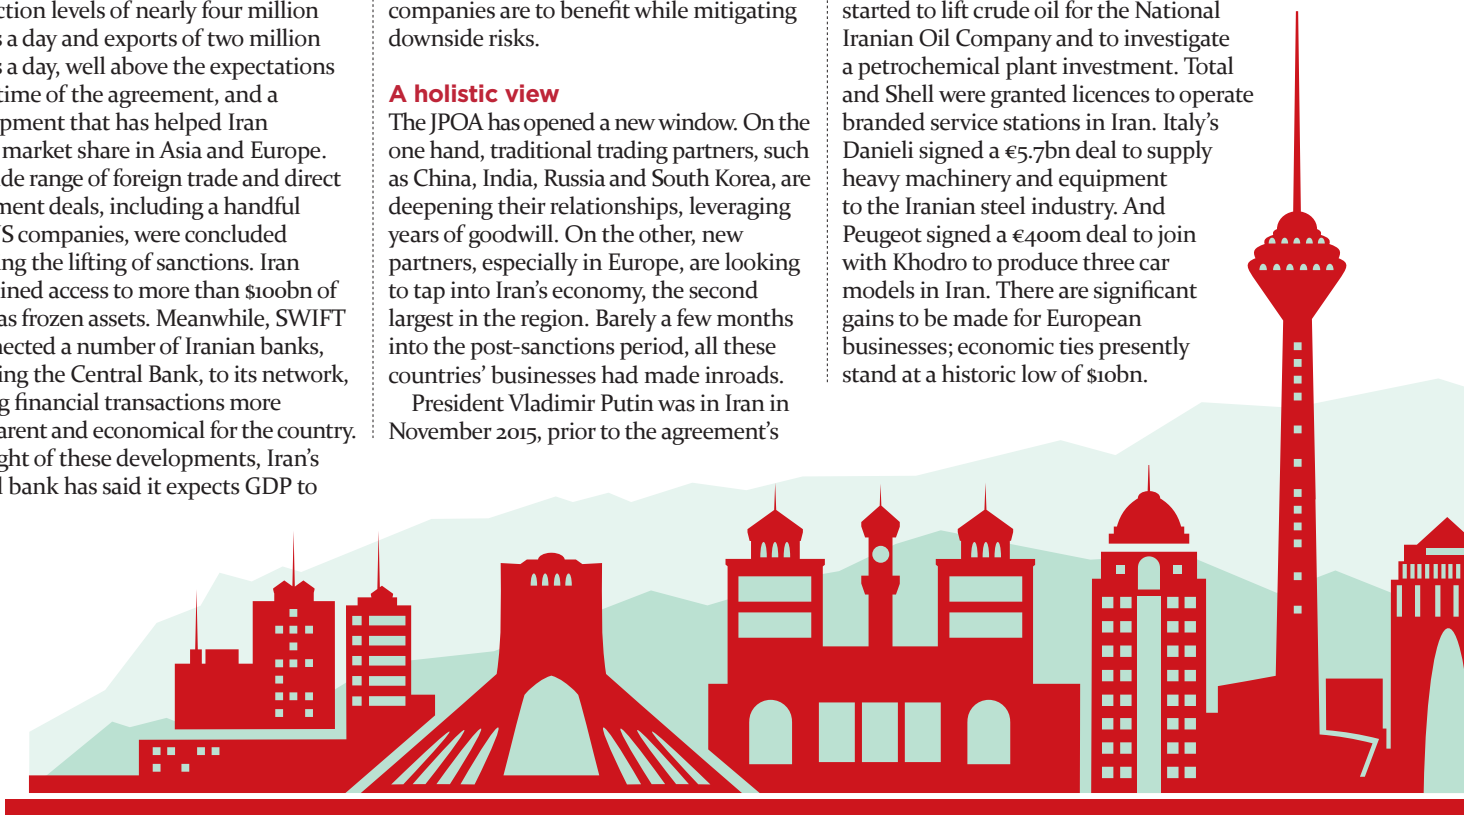 ction levels of nearly four million
s a day and exports of two million
s a day, well above the expectations
time of the agreement, and a
pment that has helped Iran
market share in Asia and Europe.
de range of foreign trade and direct
ment deals, including a handful
S companies, were concluded
ing the lifting of sanctions. Iran
ined access to more than $100bn of
as frozen assets. Meanwhile, SWIFT
nected a number of Iranian banks,
ing the Central Bank, to its network,
g financial transactions more
arent and economical for the country.
ght of these developments, Iran’s
l bank has said it expects GDP to
companies are to benefit while mitigating
downside risks.
A holistic view
The JPOA has opened a new window. On the
one hand, traditional trading partners, such
as China, India, Russia and South Korea, are
deepening their relationships, leveraging
years of goodwill. On the other, new
partners, especially in Europe, are looking
to tap into Iran’s economy, the second
largest in the region. Barely a few months
into the post-sanctions period, all these
countries’ businesses had made inroads.
President Vladimir Putin was in Iran in
November 2015, prior to the agreement’s
started to lift crude oil for the National
Iranian Oil Company and to investigate
a petrochemical plant investment. Total
and Shell were granted licences to operate
branded service stations in Iran. Italy’s
Danieli signed a €5.7bn deal to supply
heavy machinery and equipment
to the Iranian steel industry. And
Peugeot signed a €400m deal to join
with Khodro to produce three car
models in Iran. There are significant
gains to be made for European
businesses; economic ties presently
stand at a historic low of $10bn.